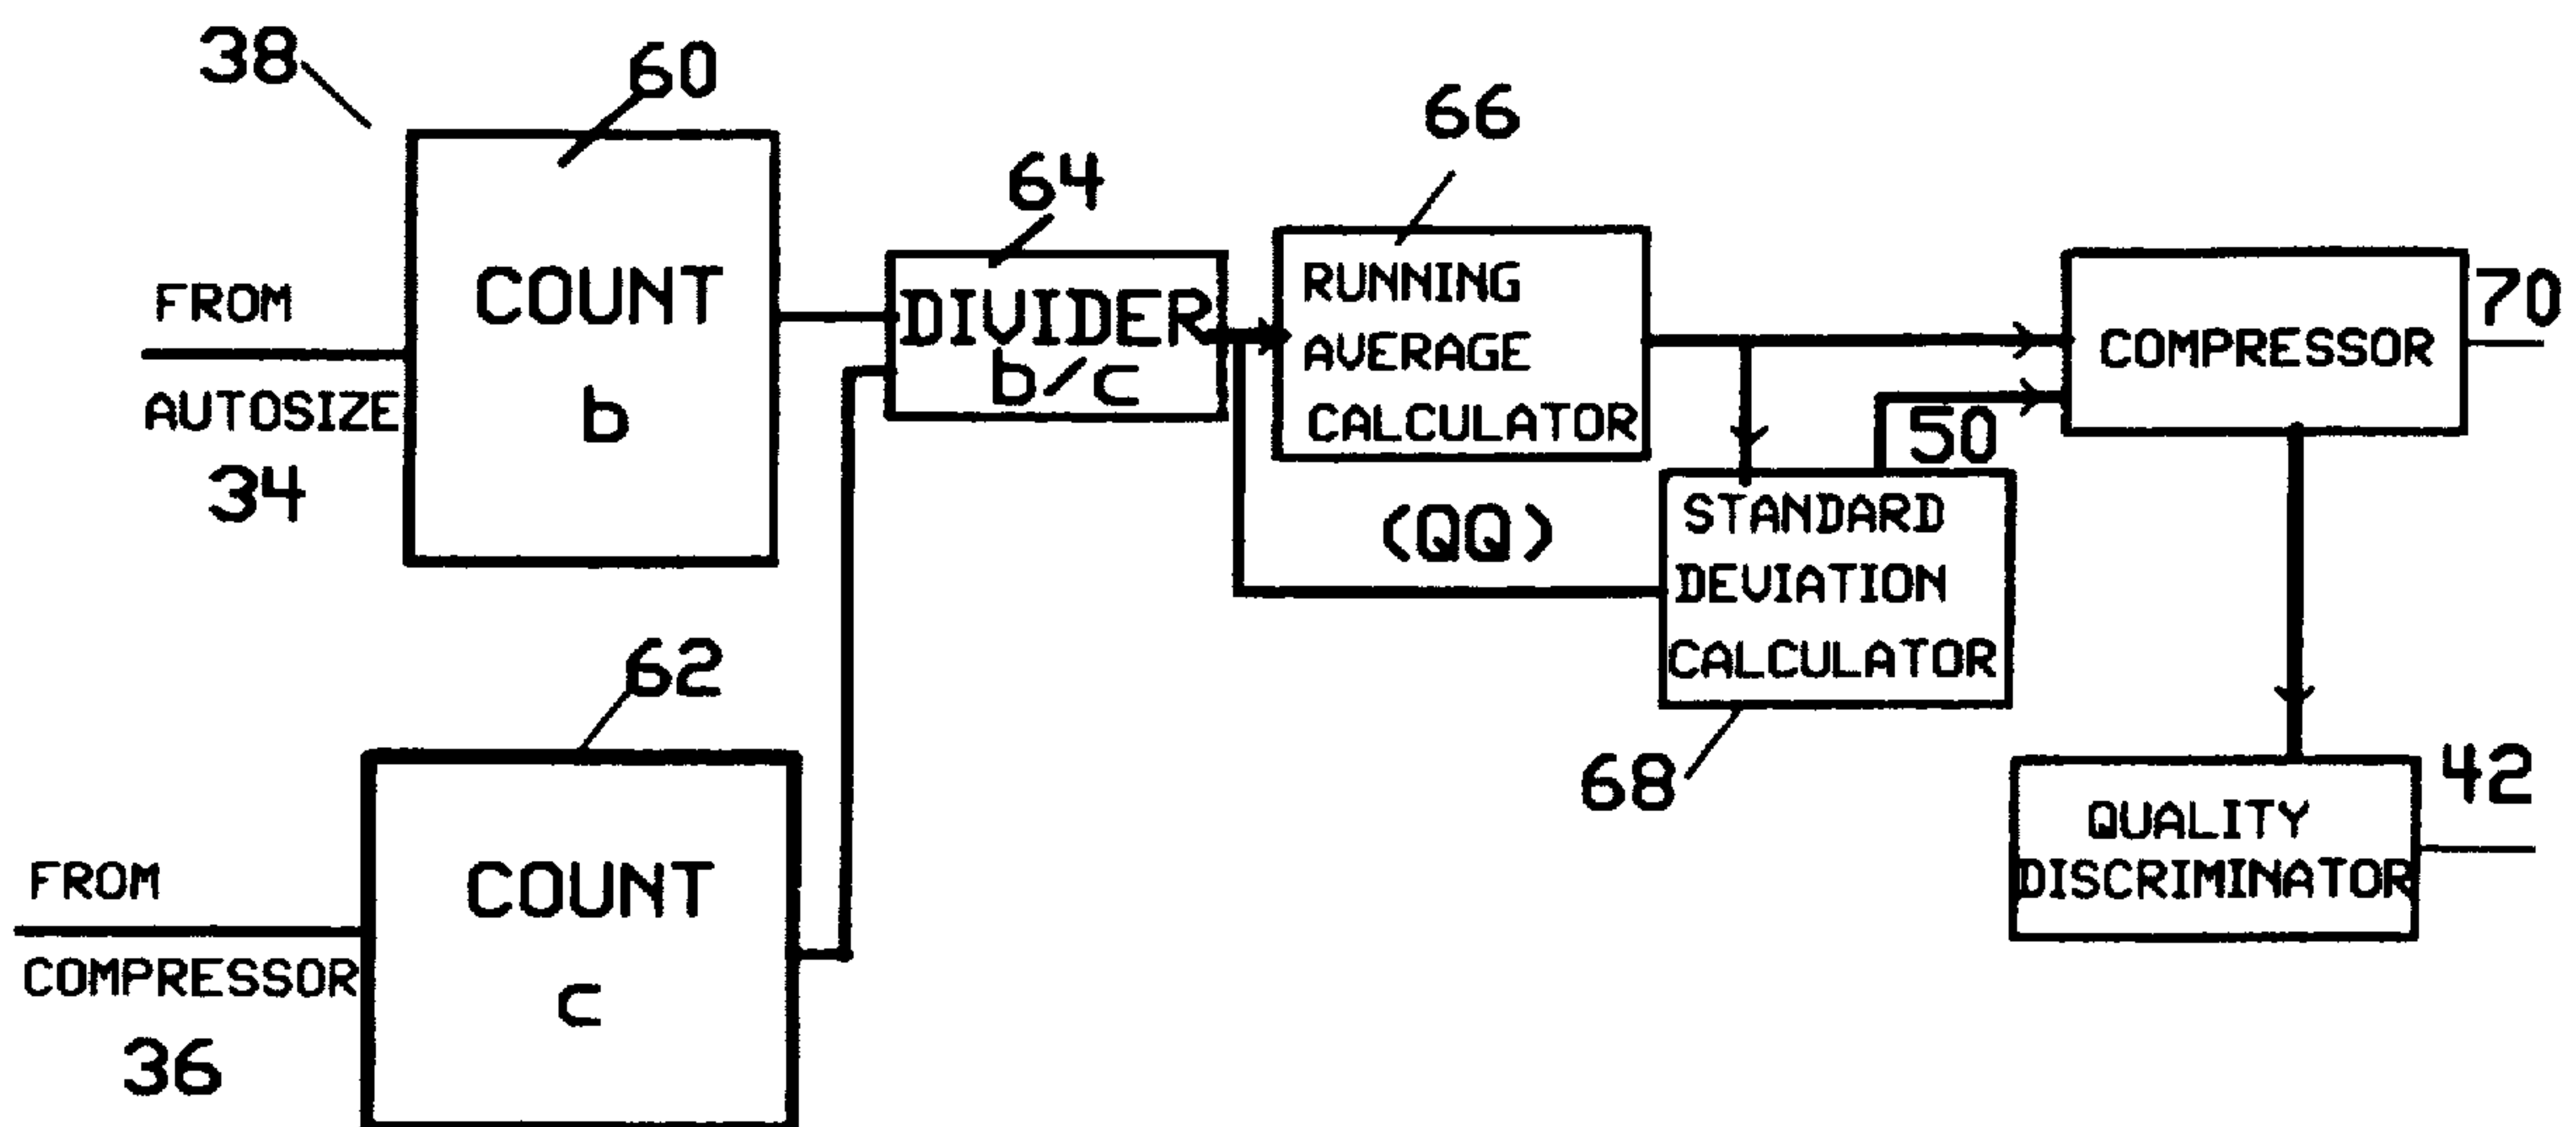 38
60
COUNT
b
FROM
AUTOSIZE
34
64
DIVIDER
b/c
66
RUNNING
AVERAGE
CALCULATOR
COMPRESSOR
70
50
(QQ)
STANDARD
DEVIATION
CALCULATOR
68
62
COUNT
c
FROM
COMPRESSOR
36
QUALITY
DISCRIMINATOR
42